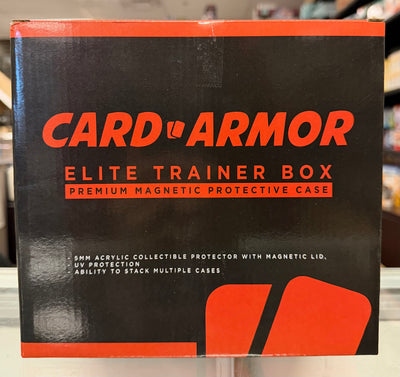 CARD ARMOR
ELITE TRAINER BOX
PREMIUM MAGNETIC PROTECTIVE CASE
- 5MM ACRYLIC COLLECTIBLE PROTECTOR WITH MAGNETIC LID,
- UV PROTECTION
- ABILITY TO STACK MULTIPLE CASES